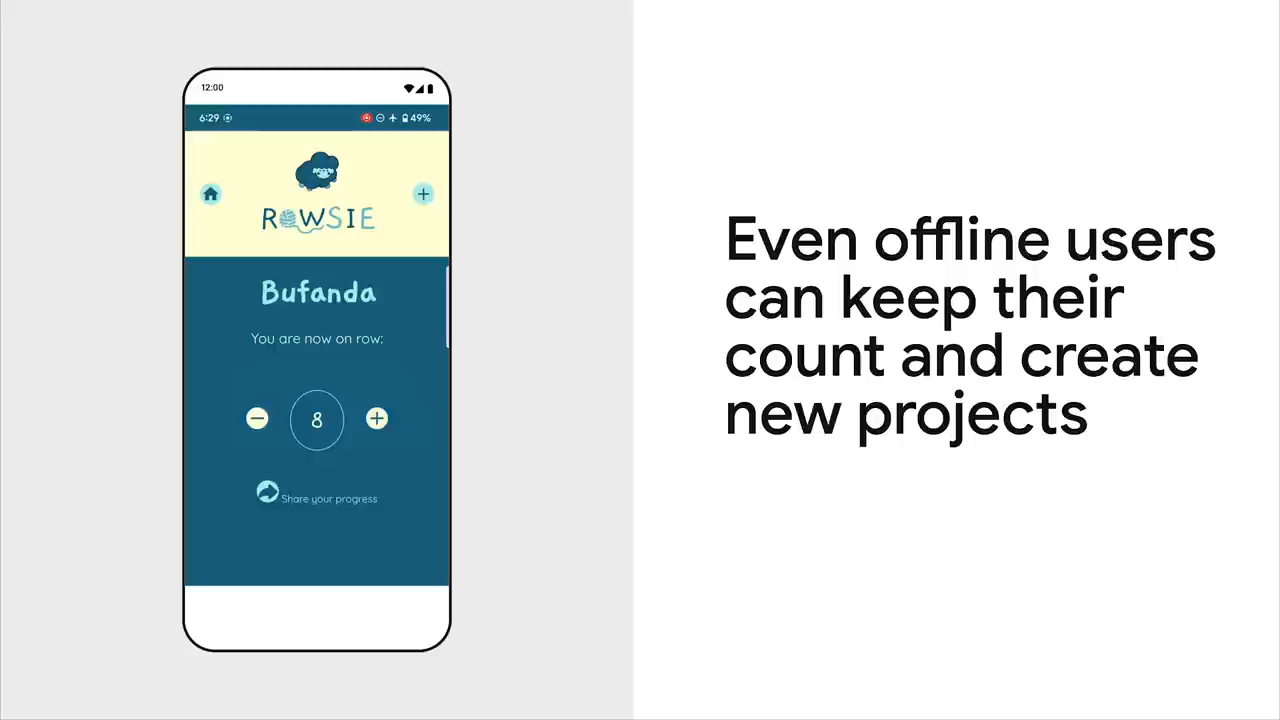 12:00
6:29
49%
ROWSIE
Bufanda
You are now on row:
8
Share your progress
Even offline users
can keep their
count and create
new projects